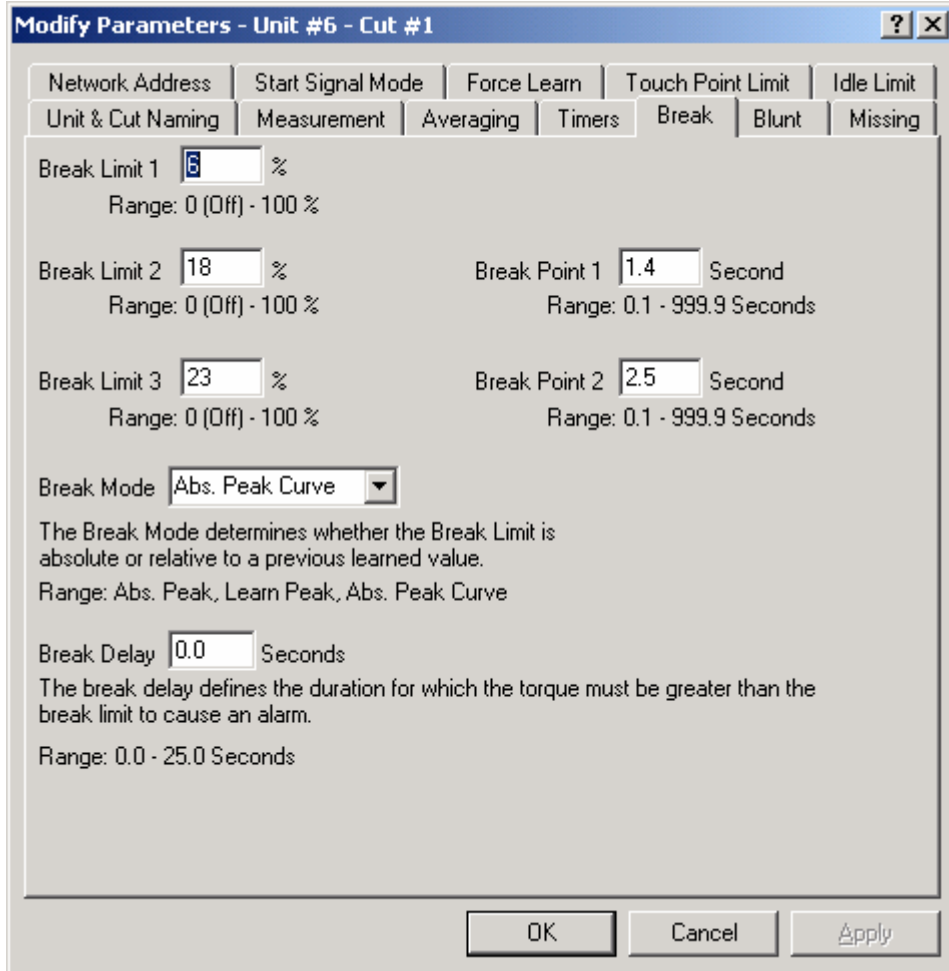 Modify Parameters - Unit #6 - Cut #1
Network Address Start Signal Mode Force Learn Touch Point Limit Idle Limit
Unit & Cut Naming Measurement Averaging Timers Break Blunt Missing
Break Limit 1 6 %
Range: 0 (Off) - 100 %
Break Limit 2 18 % Break Point 1 1.4 Second
Range: 0 (Off) - 100 % Range: 0.1 - 999.9 Seconds
Break Limit 3 23 % Break Point 2 2.5 Second
Range: 0 (Off) - 100 % Range: 0.1 - 999.9 Seconds
Break Mode Abs. Peak Curve
The Break Mode determines whether the Break Limit is
absolute or relative to a previous learned value.
Range: Abs. Peak, Learn Peak, Abs. Peak Curve
Break Delay 0.0 Seconds
The break delay defines the duration for which the torque must be greater than the
break limit to cause an alarm.
Range: 0.0 - 25.0 Seconds
OK Cancel Apply